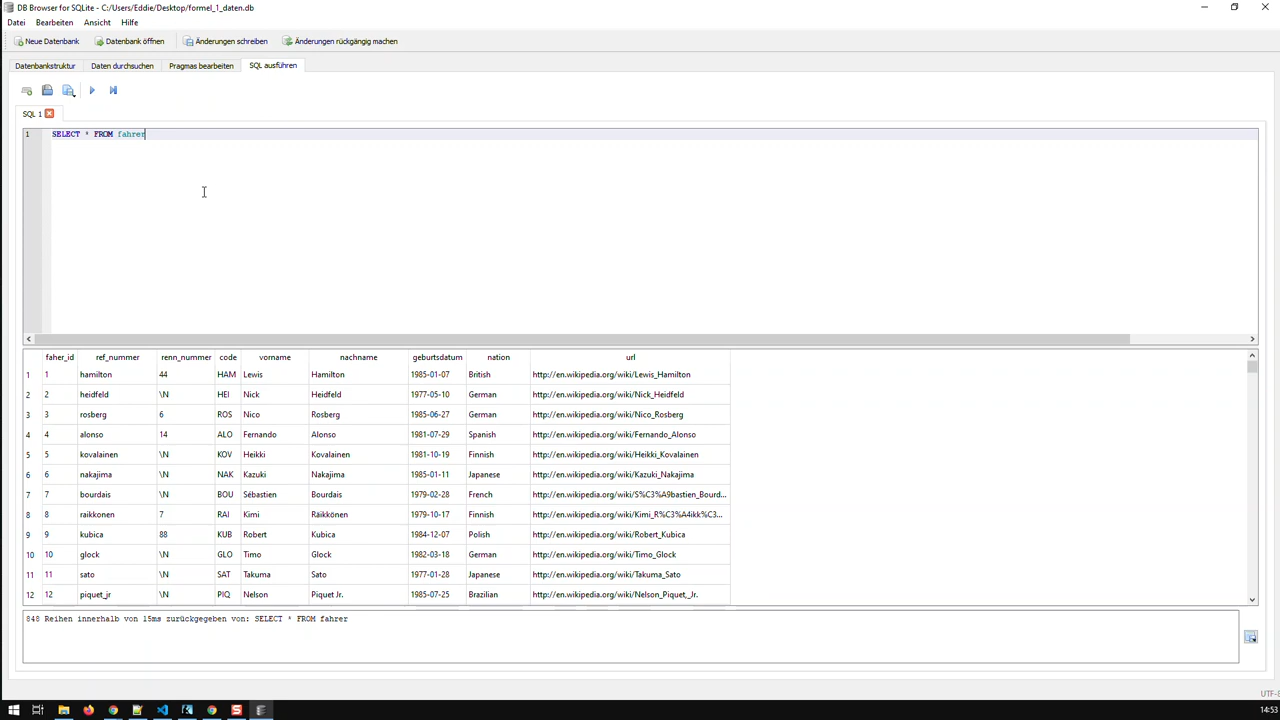 DB Browser for SQLite - C:/Users/Eddie/Desktop/formel_1_daten.db
Datei Bearbeiten Ansicht Hilfe
Neue Datenbank Datenbank öffnen Änderungen schreiben Änderungen rückgängig machen
Datenbankstruktur Daten durchsuchen Pragmas bearbeiten SQL ausführen
SQL 1
1 SELECT * FROM fahrer
faher_id ref_nummer renn_nummer code vorname nachname geburtsdatum nation url
1 1 hamilton 44 HAM Lewis Hamilton 1985-01-07 British http://en.wikipedia.org/wiki/Lewis_Hamilton
2 2 heidfeld \N HEI Nick Heidfeld 1977-05-10 German http://en.wikipedia.org/wiki/Nick_Heidfeld
3 3 rosberg 6 ROS Nico Rosberg 1985-06-27 German http://en.wikipedia.org/wiki/Nico_Rosberg
4 4 alonso 14 ALO Fernando Alonso 1981-07-29 Spanish http://en.wikipedia.org/wiki/Fernando_Alonso
5 5 kovalainen \N KOV Heikki Kovalainen 1981-10-19 Finnish http://en.wikipedia.org/wiki/Heikki_Kovalainen
6 6 nakajima \N NAK Kazuki Nakajima 1985-01-11 Japanese http://en.wikipedia.org/wiki/Kazuki_Nakajima
7 7 bourdais \N BOU Sébastien Bourdais 1979-02-28 French http://en.wikipedia.org/wiki/S%C3%A9bastien_Bourd...
8 8 raikkonen 7 RAI Kimi Räikkönen 1979-10-17 Finnish http://en.wikipedia.org/wiki/Kimi_R%C3%A4ikk%C3...
9 9 kubica 88 KUB Robert Kubica 1984-12-07 Polish http://en.wikipedia.org/wiki/Robert_Kubica
10 10 glock \N GLO Timo Glock 1982-03-18 German http://en.wikipedia.org/wiki/Timo_Glock
11 11 sato \N SAT Takuma Sato 1977-01-28 Japanese http://en.wikipedia.org/wiki/Takuma_Sato
12 12 piquet_jr \N PIQ Nelson Piquet Jr. 1985-07-25 Brazilian http://en.wikipedia.org/wiki/Nelson_Piquet,_Jr.
848 Reihen innerhalb von 15ms zurückgegeben von: SELECT * FROM fahrer
UTF-8
14:53